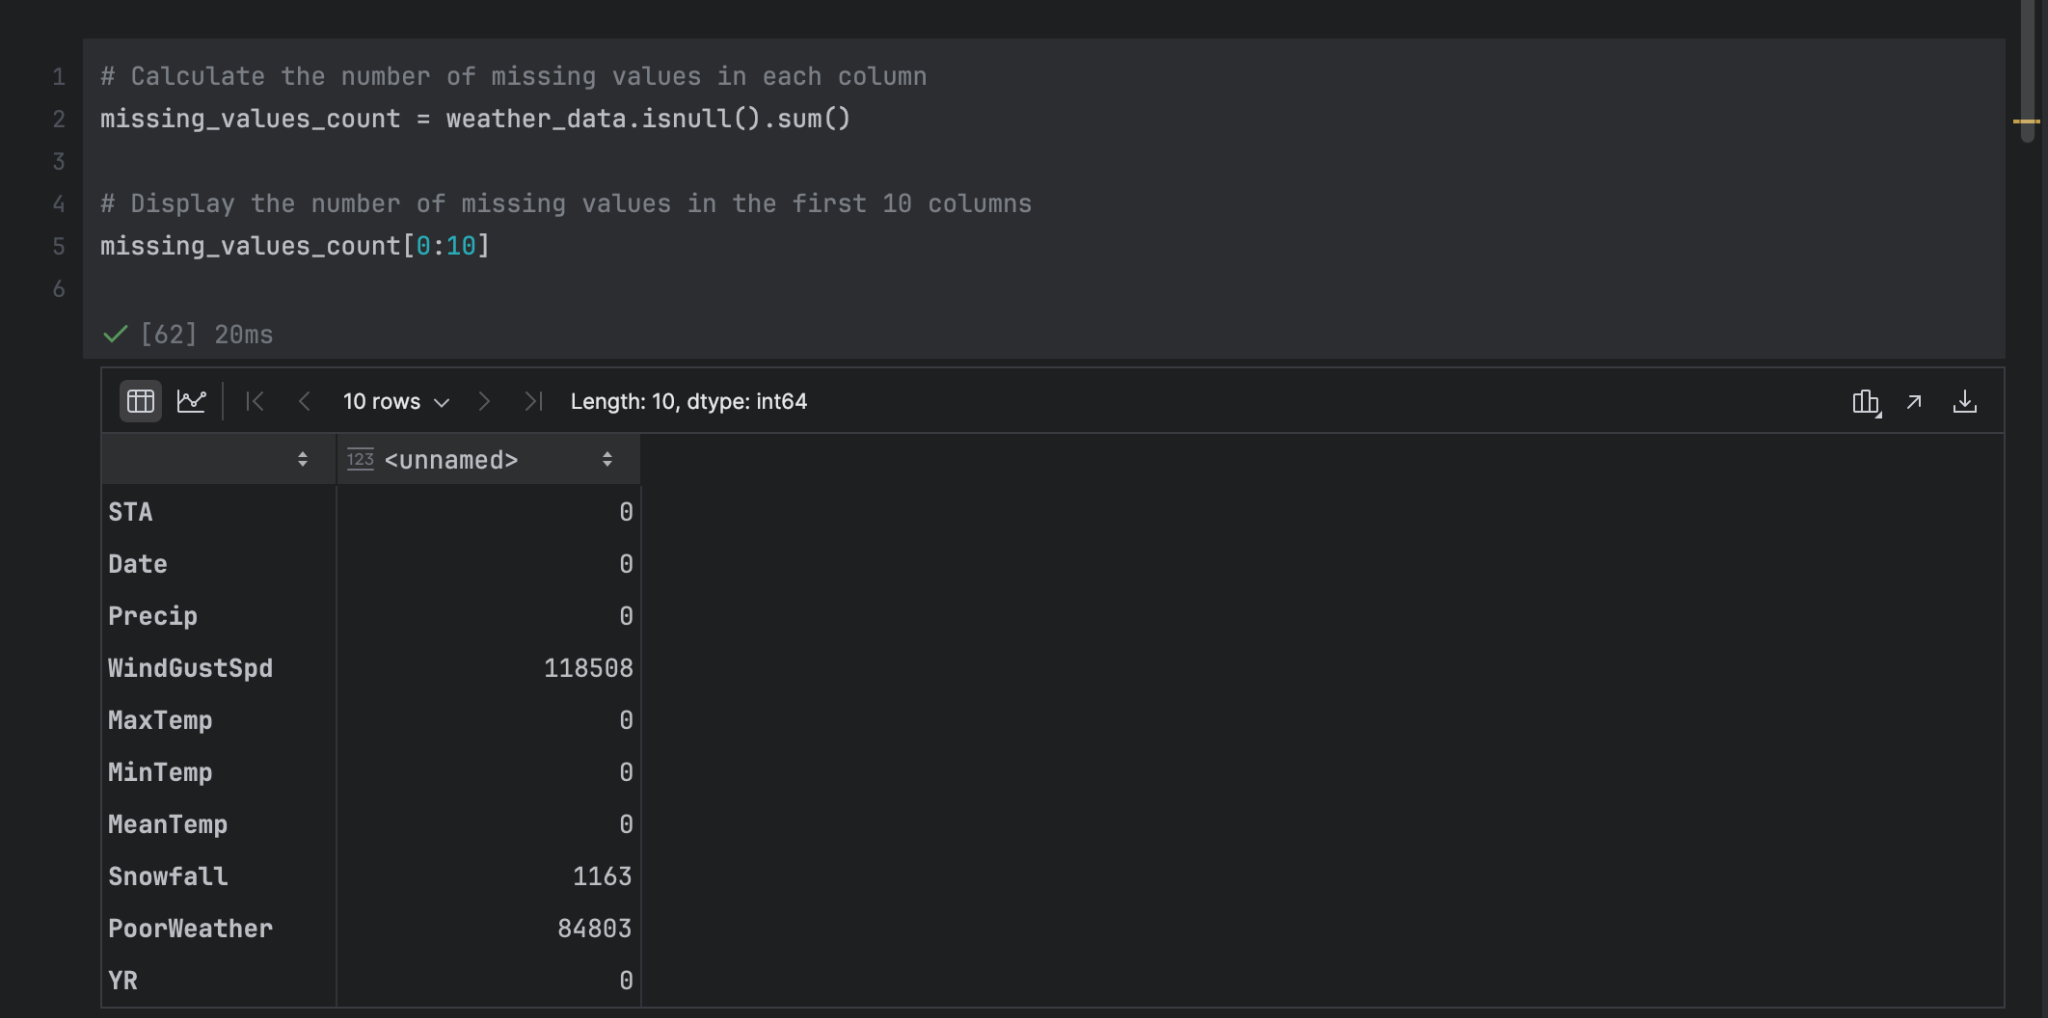 1 # Calculate the number of missing values in each column
2 missing_values_count = weather_data.isnull().sum()
3
4 # Display the number of missing values in the first 10 columns
5 missing_values_count[0:10]
6
[62] 20ms
10 rows Length: 10, dtype: int64
123 <unnamed>
STA 0
Date 0
Precip 0
WindGustSpd 118508
MaxTemp 0
MinTemp 0
MeanTemp 0
Snowfall 1163
PoorWeather 84803
YR 0